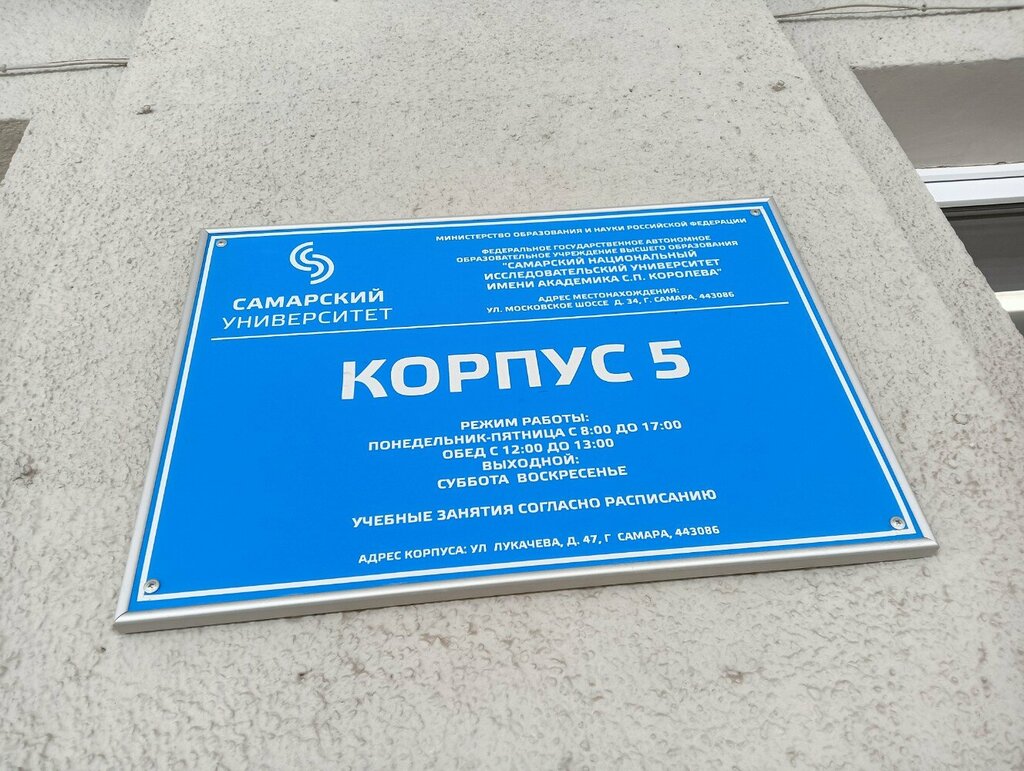 САМАРСКИЙ
УНИВЕРСИТЕТ
МИНИСТЕРСТВО ОБРАЗОВАНИЯ И НАУКИ РОССИЙСКОЙ ФЕДЕРАЦИИ
ФЕДЕРАЛЬНОЕ ГОСУДАРСТВЕННОЕ АВТОНОМНОЕ
ОБРАЗОВАТЕЛЬНОЕ УЧРЕЖДЕНИЕ ВЫСШЕГО ОБРАЗОВАНИЯ
"САМАРСКИЙ НАЦИОНАЛЬНЫЙ
ИССЛЕДОВАТЕЛЬСКИЙ УНИВЕРСИТЕТ
ИМЕНИ АКАДЕМИКА С.П. КОРОЛЕВА"
АДРЕС МЕСТОНАХОЖДЕНИЯ:
УЛ. МОСКОВСКОЕ ШОССЕ Д. 34, Г. САМАРА, 443086
КОРПУС 5
РЕЖИМ РАБОТЫ:
ПОНЕДЕЛЬНИК-ПЯТНИЦА С 8:00 ДО 17:00
ОБЕД С 12:00 ДО 13:00
ВЫХОДНОЙ:
СУББОТА ВОСКРЕСЕНЬЕ
УЧЕБНЫЕ ЗАНЯТИЯ СОГЛАСНО РАСПИСАНИЮ
АДРЕС КОРПУСА: УЛ ЛУКАЧЕВА, Д. 47, Г САМАРА, 443086